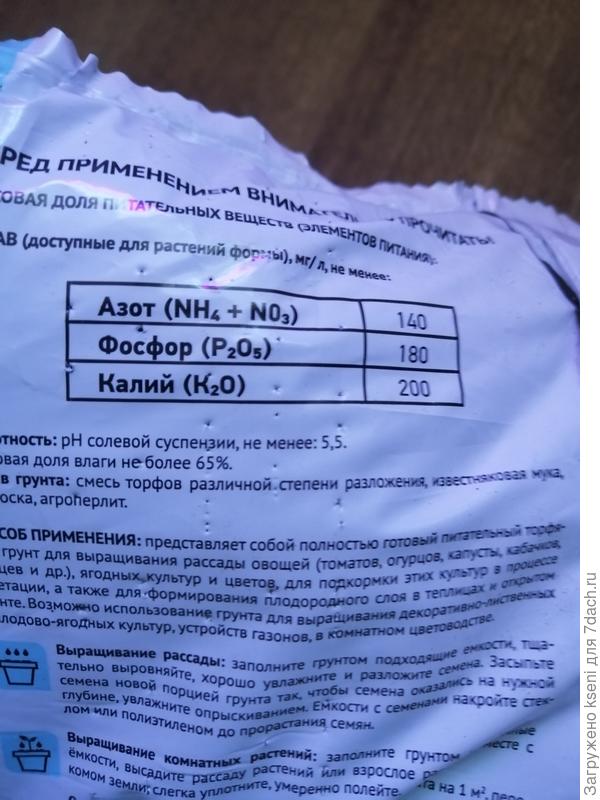 РЕД ПРИМЕНЕНИЕМ ВНИМАТЕЛ ПРОЧИТАТЬ!
ОВАЯ ДОЛЯ ПИТАТЕЛЬНЫХ ВЕЩЕСТВ (ЭЛЕМЕНТОВ ПИТАНИЯ):
АВ (доступные для растений формы), мг/л, не менее:
Азот (NH₄ + NO₃) 140
Фосфор (P₂O₅) 180
Калий (K₂O) 200
тность: pH солевой суспензии, не менее: 5,5.
овая доля влаги не более 65%.
в грунта: смесь торфов различной степени разложения, известняковая мука,
оска, агроперлит.
СОБ ПРИМЕНЕНИЯ: представляет собой полностью готовый питательный торфя-
грунт для выращивания рассады овощей (томатов, огурцов, капусты, кабачков,
цев и др.), ягодных культур и цветов, для подкормки этих культур в процессе
етации, а также для формирования плодородного слоя в теплицах и открытом
нте. Возможно использование грунта для выращивания декоративно-лиственных
лодово-ягодных культур, устройств газонов, в комнатном цветоводстве.
Выращивание рассады: заполните грунтом подходящие емкости, тща-
тельно выровняйте, хорошо увлажните и разложите семена. Засыпьте
семена новой порцией грунта так, чтобы семена оказались на нужной
глубине, увлажните опрыскиванием. Емкости с семенами накройте стек-
лом или полиэтиленом до прорастания семян.
Выращивание комнатных растений: заполните грунтом
ёмкости, высадите рассаду растений или взрослое на 1 м²
комом земли, слегка уплотните, умеренно полейте.
Загружено kseni для 7dach.ru